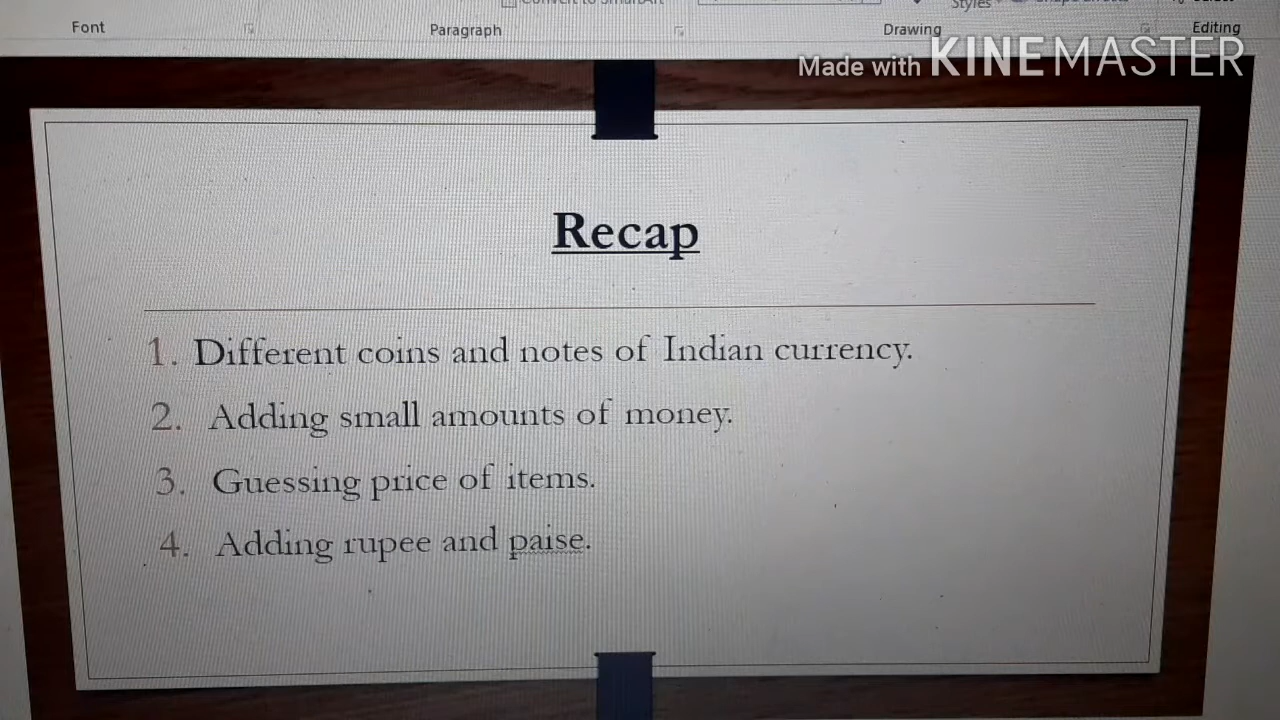 Font
Paragraph
Drawing
Editing
Styles
Made with KINEMASTER
Recap
1. Different coins and notes of Indian currency.
2. Adding small amounts of money.
3. Guessing price of items.
4. Adding rupee and paise.